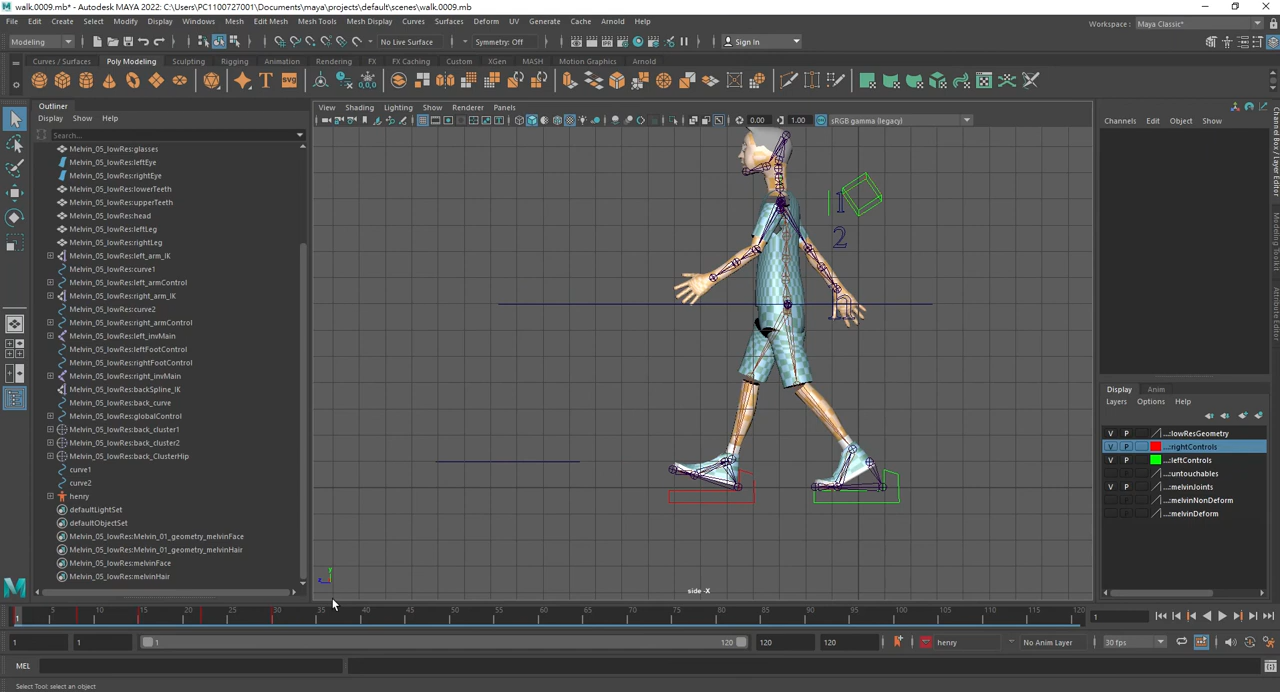 walk.0009.mb* - Autodesk MAYA 2022: C:\Users\PC1100727001\Documents\maya\projects\default\scenes\walk.0009.mb
File Edit Create Select Modify Display Windows Mesh Edit Mesh Mesh Tools Mesh Display Curves Surfaces Deform UV Generate Cache Arnold Help
Workspace : Maya Classic*
Modeling No Live Surface Symmetry: Off Sign In
Curves / Surfaces Poly Modeling Sculpting Rigging Animation Rendering FX FX Caching Custom XGen MASH Motion Graphics Arnold
Outliner
Display Show Help
Search...
Melvin_05_lowRes:glasses
Melvin_05_lowRes:leftEye
Melvin_05_lowRes:rightEye
Melvin_05_lowRes:lowerTeeth
Melvin_05_lowRes:upperTeeth
Melvin_05_lowRes:head
Melvin_05_lowRes:leftLeg
Melvin_05_lowRes:rightLeg
Melvin_05_lowRes:left_arm_IK
Melvin_05_lowRes:curve1
Melvin_05_lowRes:left_armControl
Melvin_05_lowRes:right_arm_IK
Melvin_05_lowRes:curve2
Melvin_05_lowRes:right_armControl
Melvin_05_lowRes:left_invMain
Melvin_05_lowRes:leftFootControl
Melvin_05_lowRes:rightFootControl
Melvin_05_lowRes:right_invMain
Melvin_05_lowRes:backSpline_IK
Melvin_05_lowRes:back_curve
Melvin_05_lowRes:globalControl
Melvin_05_lowRes:back_cluster1
Melvin_05_lowRes:back_cluster2
Melvin_05_lowRes:back_ClusterHip
curve1
curve2
henry
defaultLightSet
defaultObjectSet
Melvin_05_lowRes:Melvin_01_geometry_melvinFace
Melvin_05_lowRes:Melvin_01_geometry_melvinHair
Melvin_05_lowRes:melvinFace
Melvin_05_lowRes:melvinHair
View Shading Lighting Show Renderer Panels
0.00 1.00 sRGB gamma (legacy)
1
2
side -X
Channels Edit Object Show
Channel Box / Layer Editor
Modeling Toolkit
Attribute Editor
Display Anim
Layers Options Help
V P ...:lowResGeometry
V P ...:rightControls
V P ...:leftControls
...:untouchables
V P ...:melvinJoints
...:melvinNonDeform
...:melvinDeform
1 5 10 15 20 25 30 35 40 45 50 55 60 65 70 75 80 85 90 95 100 105 110 115 120
1
1 1 1 120 120 120 henry No Anim Layer 30 fps
MEL
Select Tool: select an object